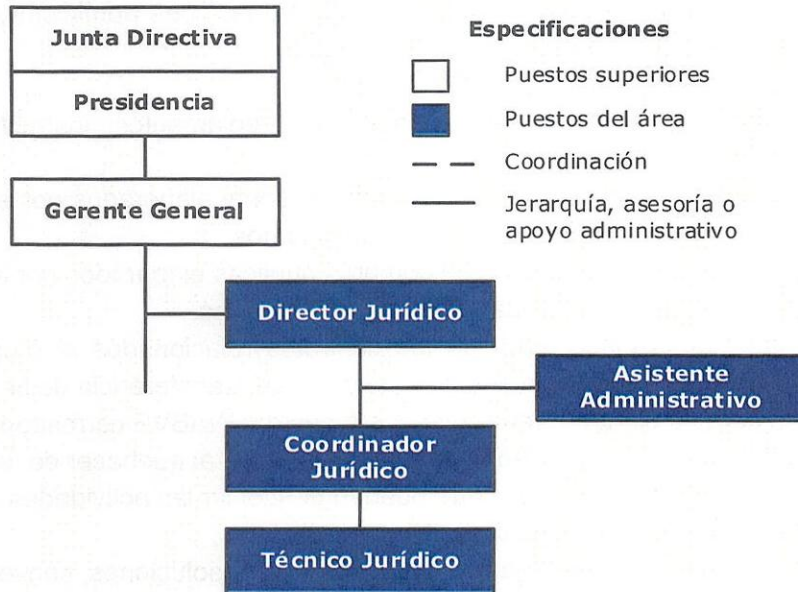 Junta Directiva
Presidencia
Gerente General
Director Jurídico
Asistente
Administrativo
Coordinador
Jurídico
Técnico Jurídico
Especificaciones
Puestos superiores
Puestos del área
Coordinación
Jerarquía, asesoría o
apoyo administrativo